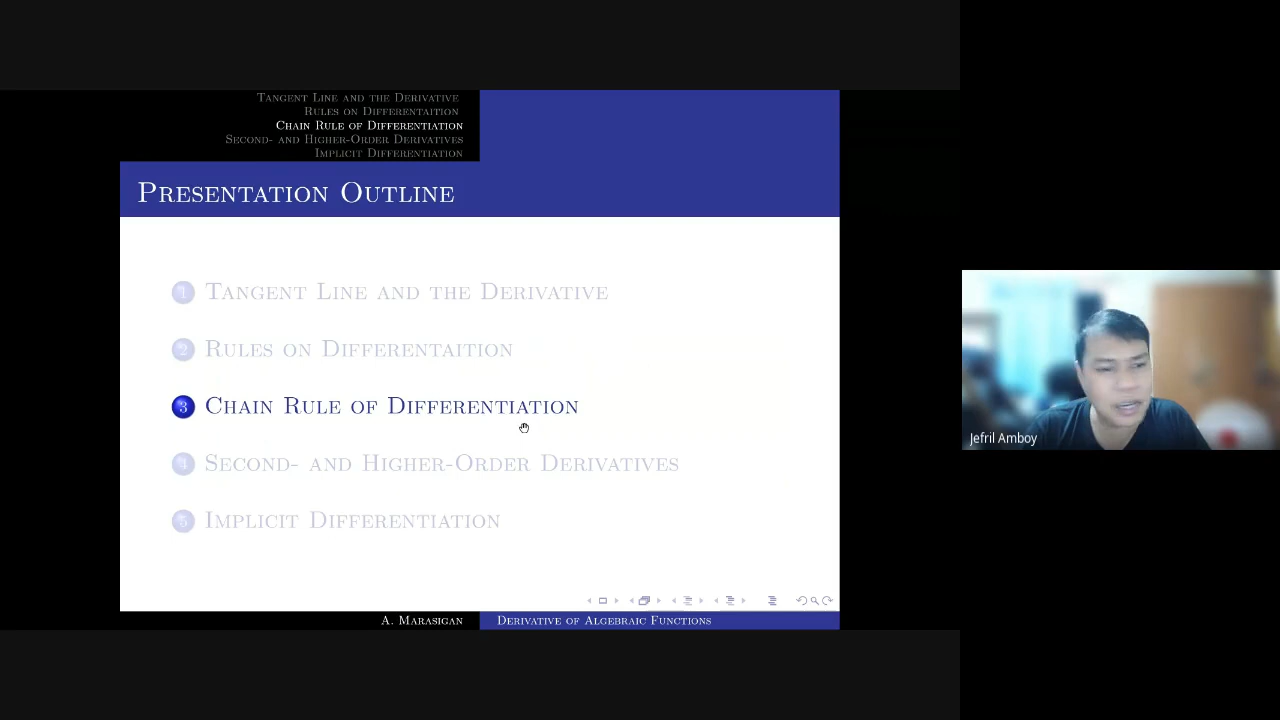 Tangent Line and the Derivative
Rules on Differentaition
Chain Rule of Differentiation
Second- and Higher-Order Derivatives
Implicit Differentiation
Presentation Outline
1 Tangent Line and the Derivative
2 Rules on Differentaition
3 Chain Rule of Differentiation
4 Second- and Higher-Order Derivatives
5 Implicit Differentiation
A. Marasigan
Derivative of Algebraic Functions
Jefril Amboy